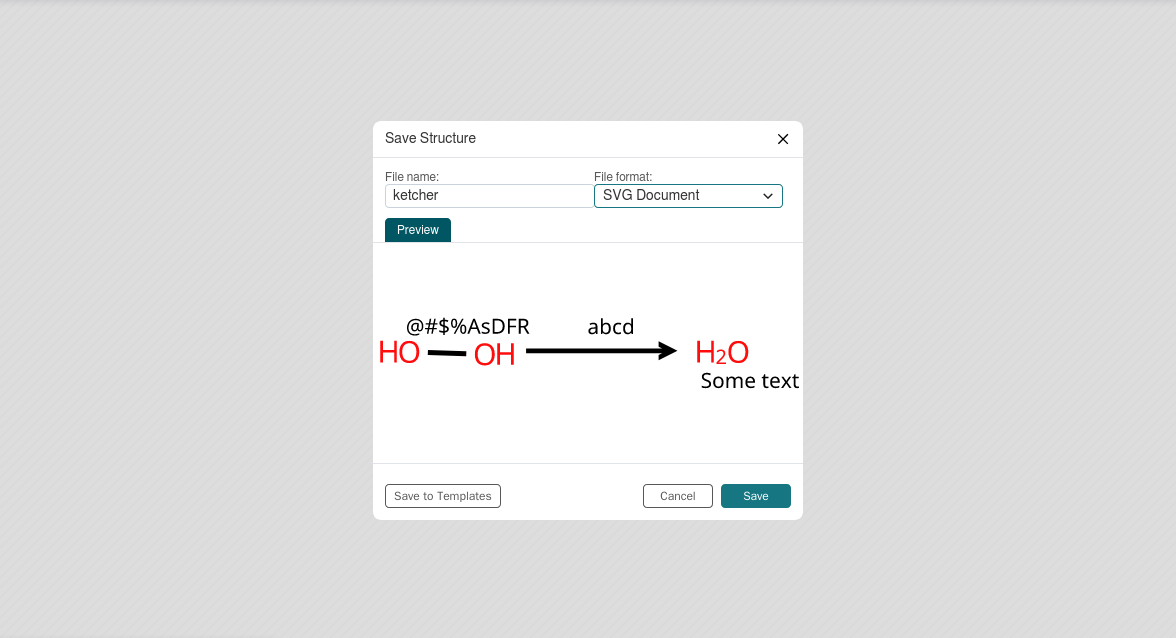 Save Structure
File name: File format:
ketcher SVG Document
Preview
@#$%AsDFR abcd
HO OH H2O
Some text
Save to Templates Cancel Save